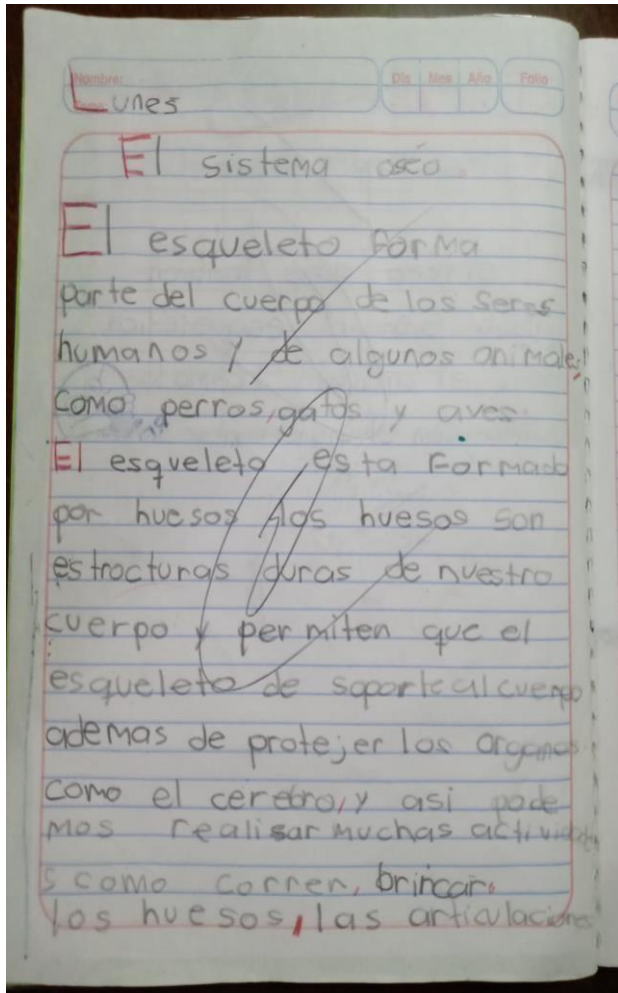 Nombre: Día Mes Año Folio
Lunes
El sistema oseo
El esqueleto forma
parte del cuerpo de los seres
humanos y de algunos animales,
como perros, gatos y aves.
El esqueleto esta Formado
por huesos, los huesos son
estructuras duras de nuestro
cuerpo y permiten que el
esqueleto de soporte al cuerpo
ademas de protejer los organos
como el cerebro, y asi pode
mos realisar muchas actividade
s como correr, brincar.
los huesos, las articulaciones